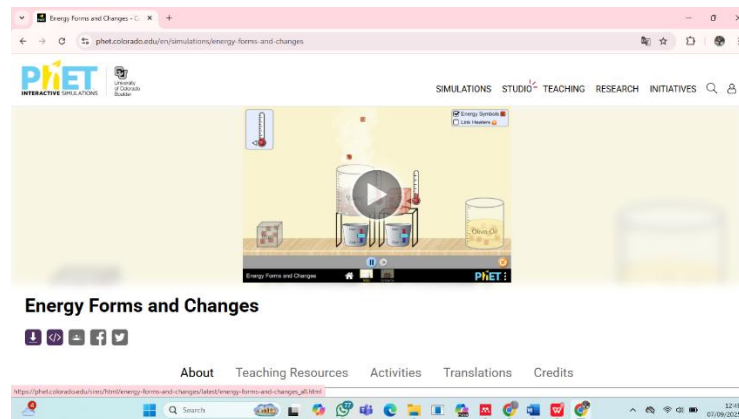 Energy Forms and Changes - C
phet.colorado.edu/en/simulations/energy-forms-and-changes
PhET
INTERACTIVE SIMULATIONS
University
of Colorado
Boulder
SIMULATIONS STUDIO TEACHING RESEARCH INITIATIVES
Energy Symbols
Link Heaters
Olive Oil
Energy Forms and Changes
PhET
Energy Forms and Changes
About Teaching Resources Activities Translations Credits
https://phet.colorado.edu/sims/html/energy-forms-and-changes/latest/energy-forms-and-changes_all.html
Search
07/09/202